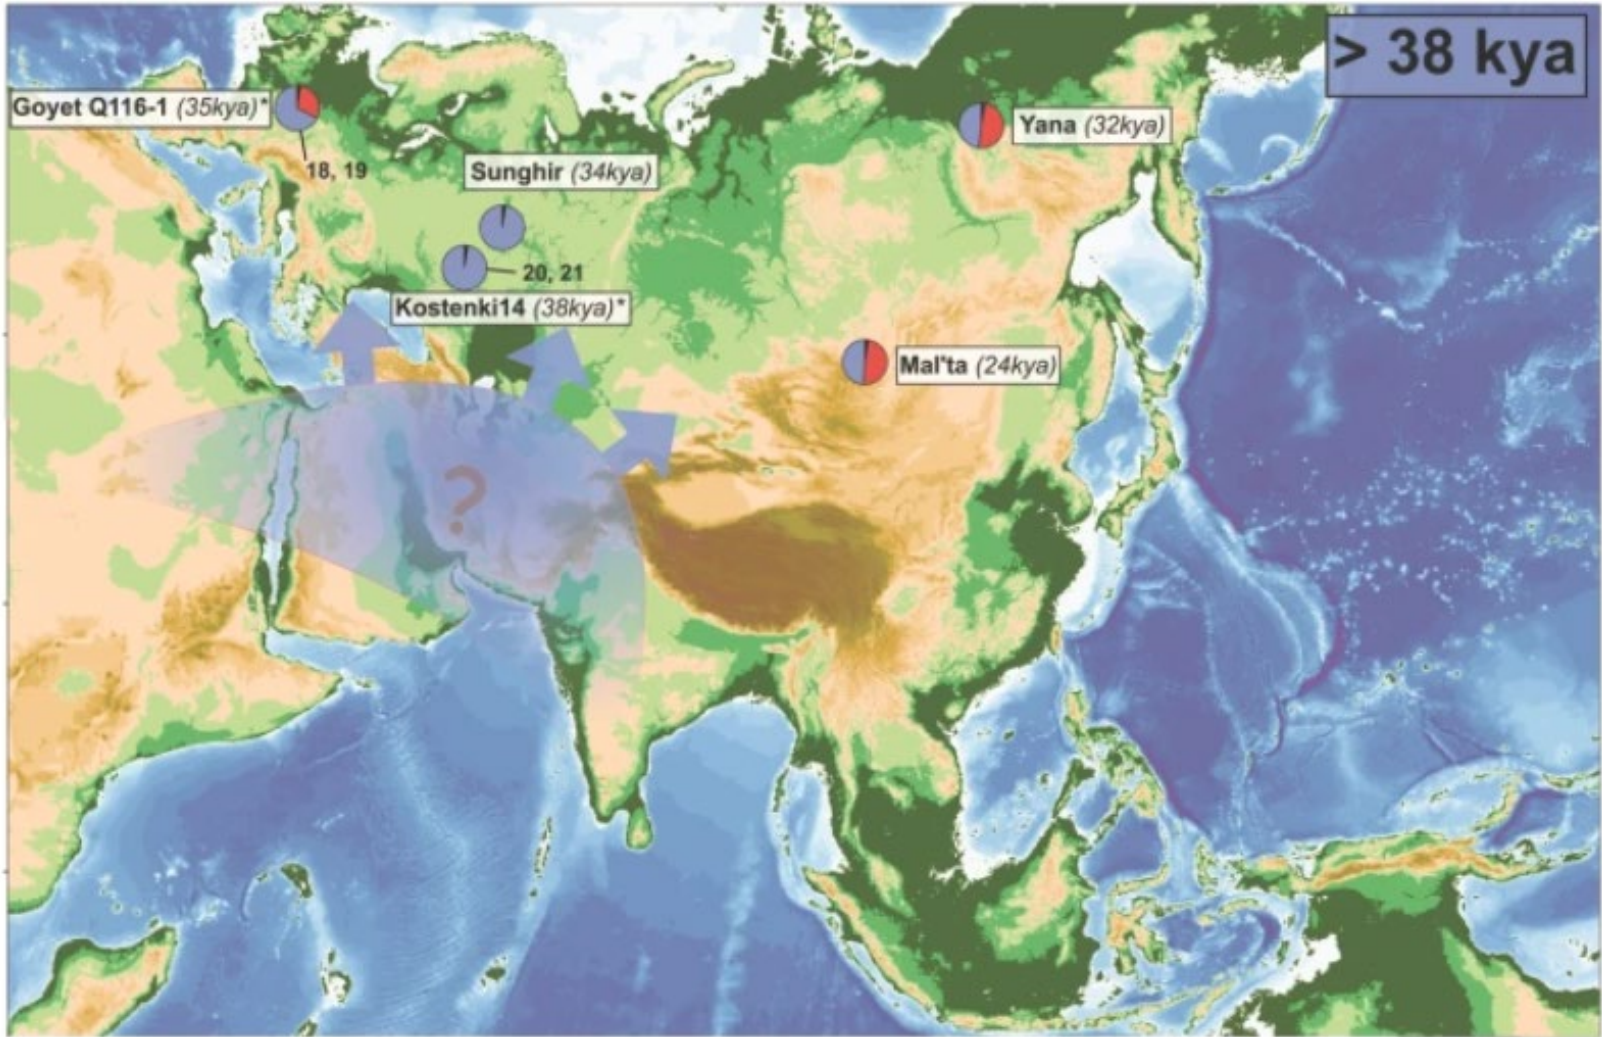 > 38 kya
Goyet Q116-1 (35kya)*
Yana (32kya)
18, 19
Sunghir (34kya)
20, 21
Kostenki14 (38kya)*
Mal'ta (24kya)
?